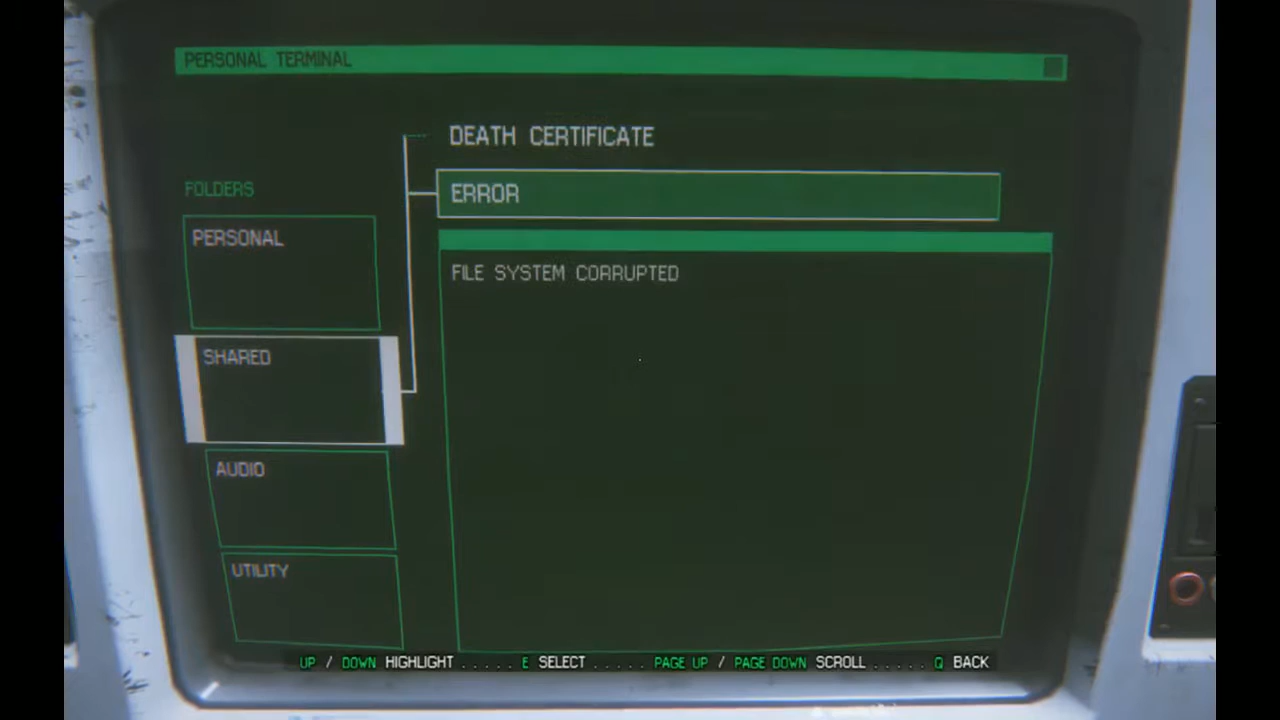 PERSONAL TERMINAL
DEATH CERTIFICATE
FOLDERS
ERROR
PERSONAL
FILE SYSTEM CORRUPTED
SHARED
AUDIO
UTILITY
UP / DOWN HIGHLIGHT ..... E SELECT ..... PAGE UP / PAGE DOWN SCROLL ..... Q BACK